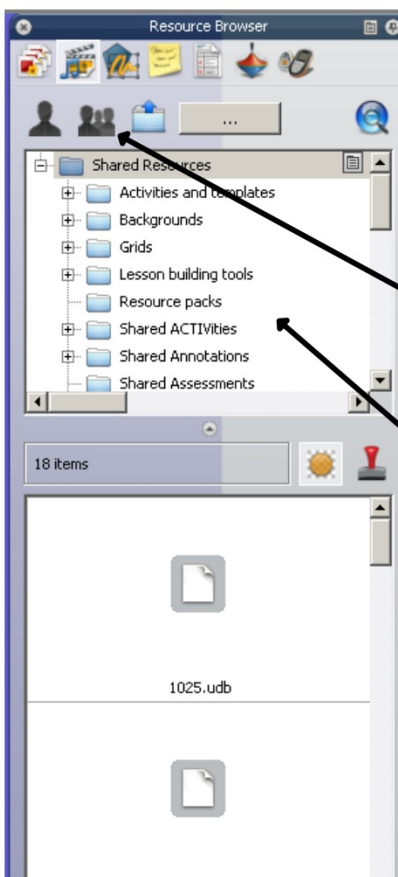 Resource Browser
...
Shared Resources
Activities and templates
Backgrounds
Grids
Lesson building tools
Resource packs
Shared ACTIVities
Shared Annotations
Shared Assessments
18 items
1025.udb